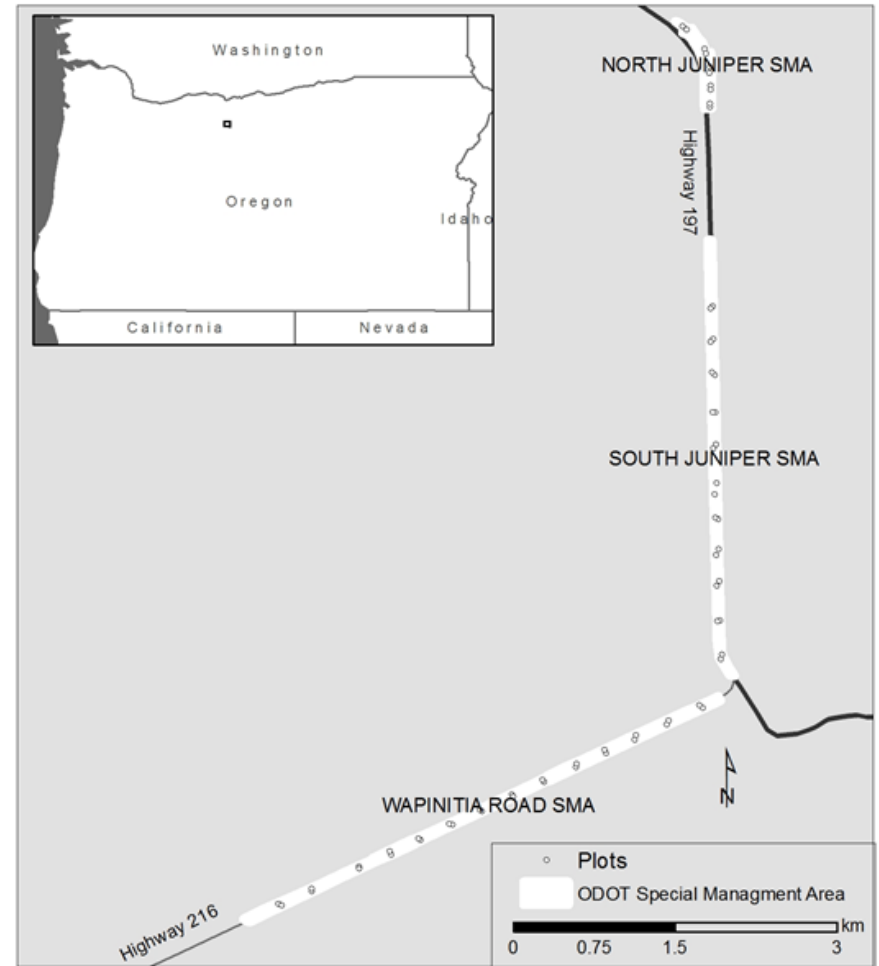 Washington
Oregon
Idaho
California
Nevada
NORTH JUNIPER SMA
Highway 197
SOUTH JUNIPER SMA
WAPINITIA ROAD SMA
Highway 216
N
Plots
ODOT Special Managment Area
km
0 0.75 1.5 3